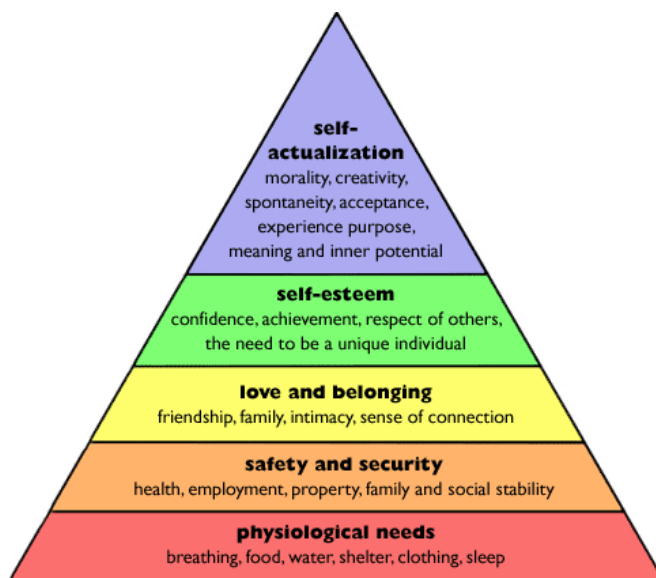 self-
actualization
morality, creativity,
spontaneity, acceptance,
experience purpose,
meaning and inner potential
self-esteem
confidence, achievement, respect of others,
the need to be a unique individual
love and belonging
friendship, family, intimacy, sense of connection
safety and security
health, employment, property, family and social stability
physiological needs
breathing, food, water, shelter, clothing, sleep